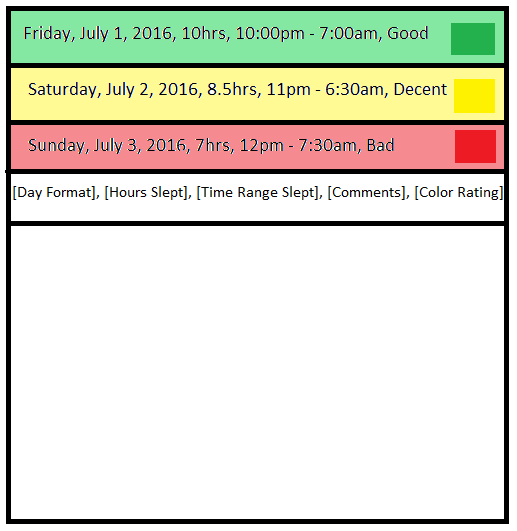 Friday, July 1, 2016, 10hrs, 10:00pm - 7:00am, Good
Saturday, July 2, 2016, 8.5hrs, 11pm - 6:30am, Decent
Sunday, July 3, 2016, 7hrs, 12pm - 7:30am, Bad
[Day Format], [Hours Slept], [Time Range Slept], [Comments], [Color Rating]